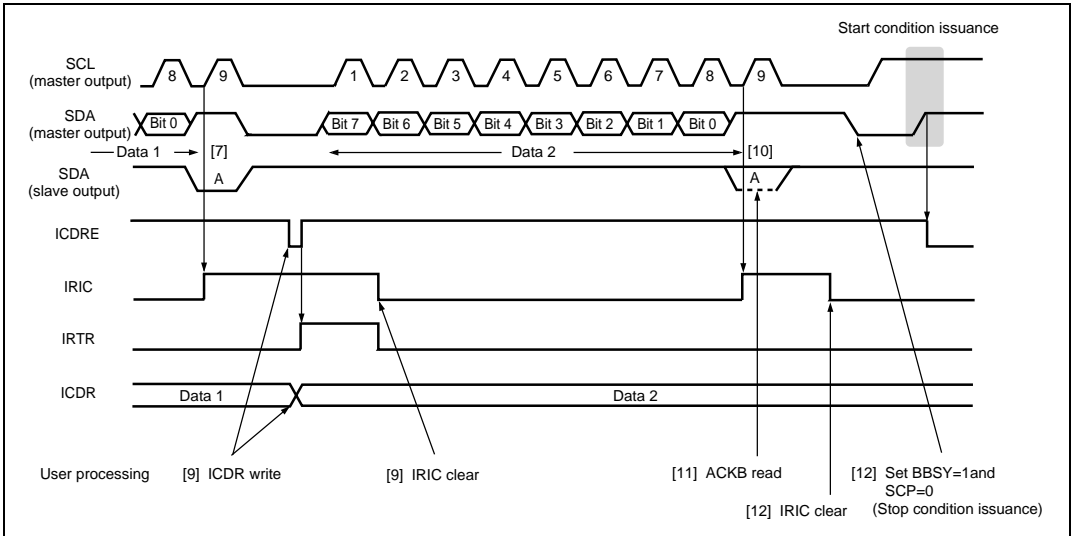 Start condition issuance
SCL
(master output)
8 9 1 2 3 4 5 6 7 8 9
SDA
(master output)
Bit 0 Bit 7 Bit 6 Bit 5 Bit 4 Bit 3 Bit 2 Bit 1 Bit 0
Data 1 [7] Data 2 [10]
SDA
(slave output)
A A
ICDRE
IRIC
IRTR
ICDR
Data 1 Data 2
User processing [9] ICDR write [9] IRIC clear [11] ACKB read [12] Set BBSY=1and
SCP=0
[12] IRIC clear (Stop condition issuance)